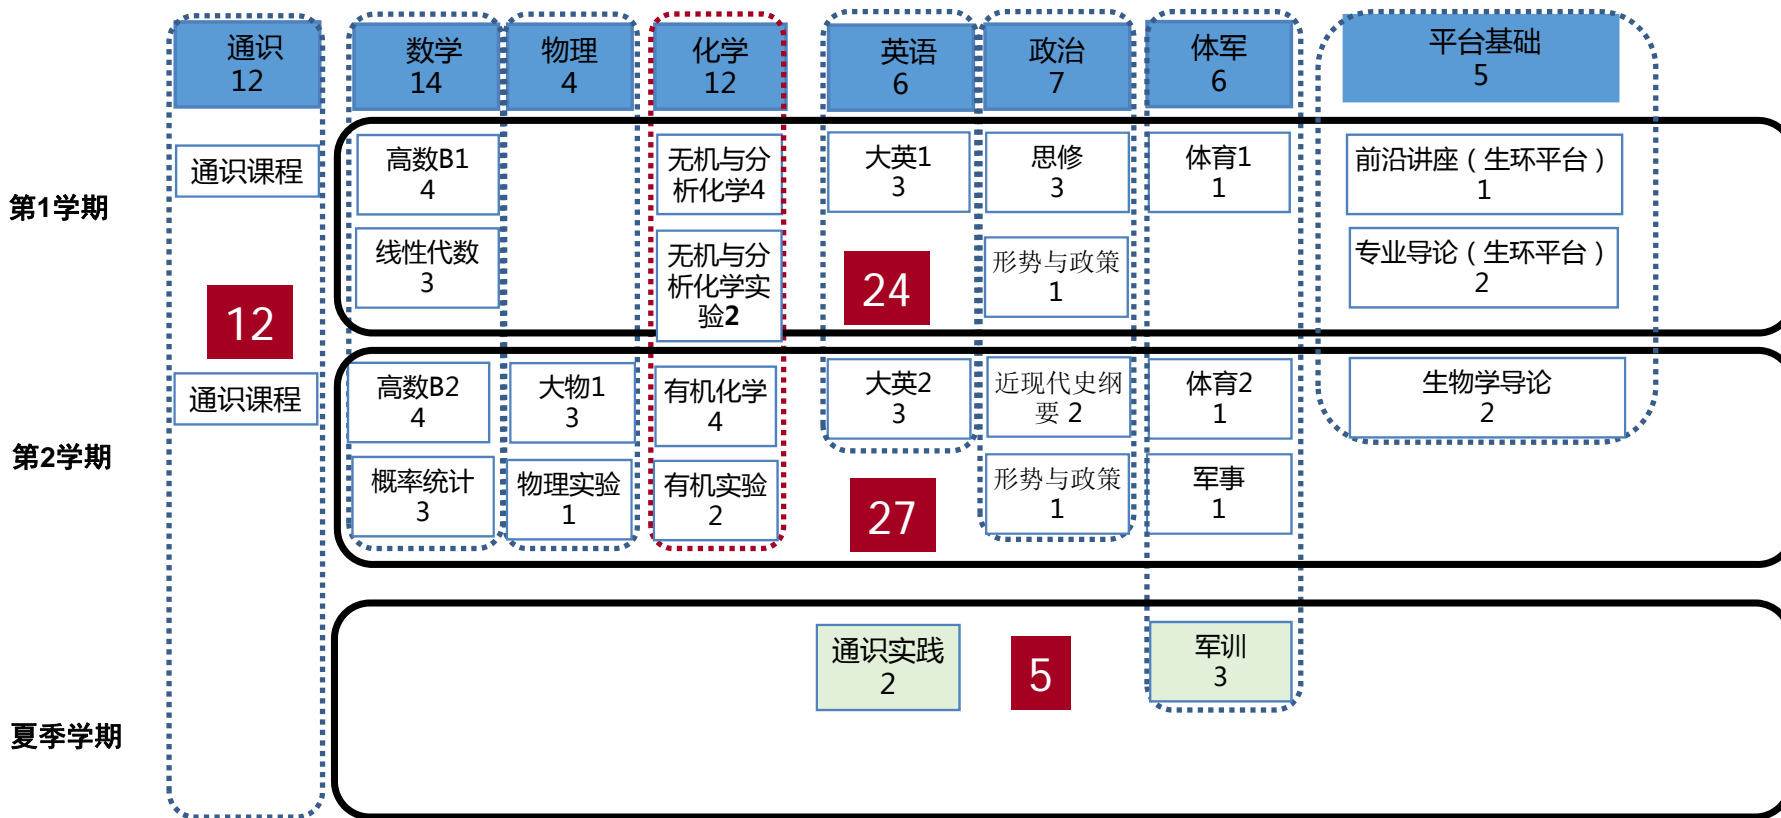 通识
12
数学
14
物理
4
化学
12
英语
6
政治
7
体军
6
平台基础
5
第1学期
通识课程
高数B1
4
线性代数
3
无机与分
析化学4
无机与分
析化学实
验2
大英1
3
24
思修
3
形势与政策
1
体育1
1
前沿讲座（生环平台）
1
专业导论（生环平台）
2
12
第2学期
通识课程
高数B2
4
概率统计
3
大物1
3
物理实验
1
有机化学
4
有机实验
2
大英2
3
27
近现代史纲
要 2
形势与政策
1
体育2
1
军事
1
生物学导论
2
夏季学期
通识实践
2
5
军训
3